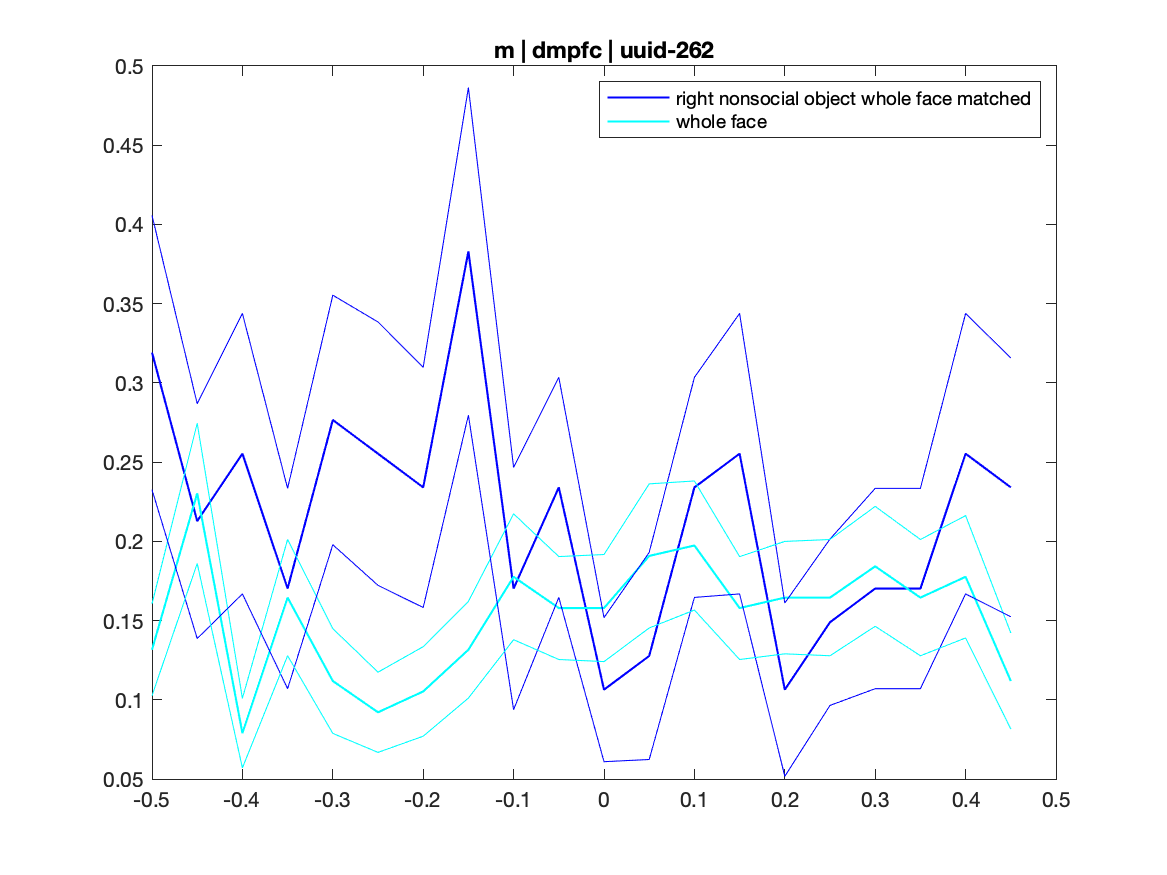 m | dmpfc | uuid-262
right nonsocial object whole face matched
whole face
0.5
0.45
0.4
0.35
0.3
0.25
0.2
0.15
0.1
0.05
-0.5 -0.4 -0.3 -0.2 -0.1 0 0.1 0.2 0.3 0.4 0.5